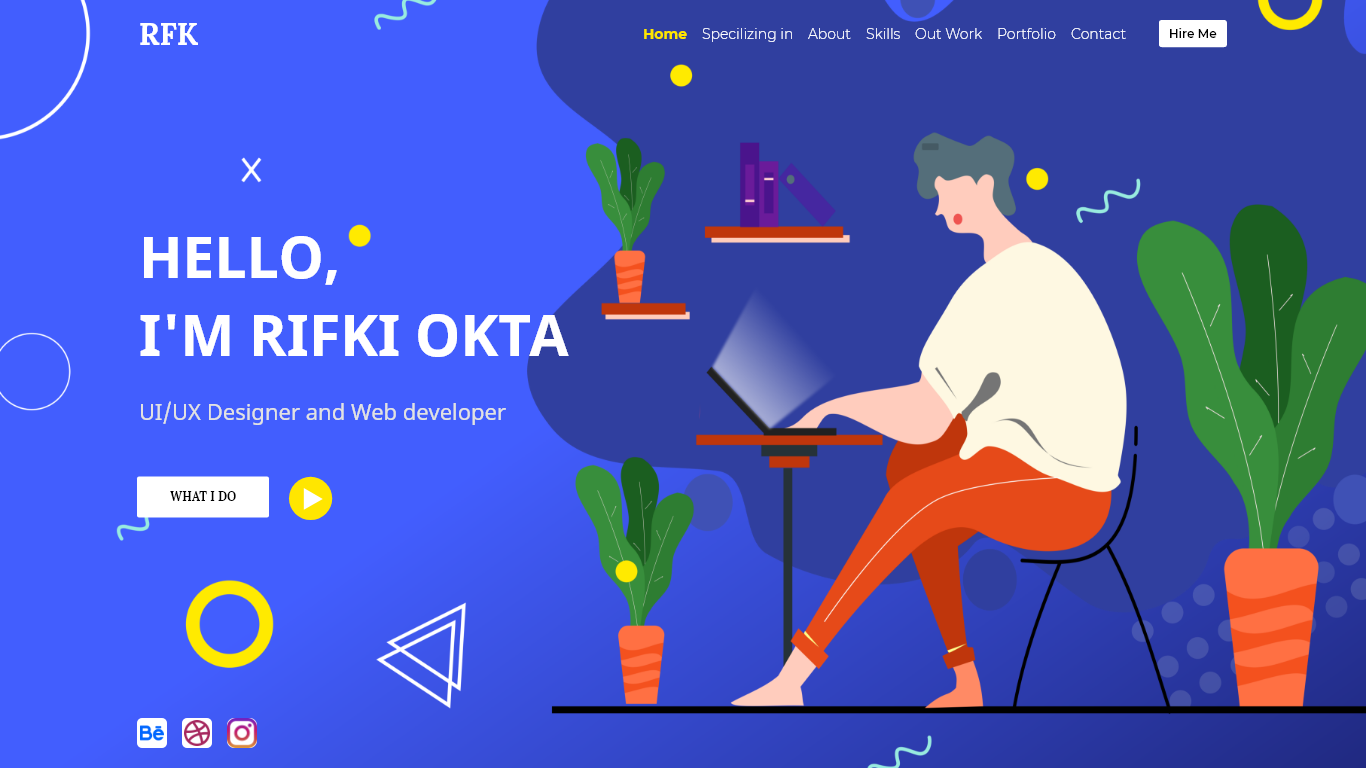 RFK
Home Specilizing in About Skills Out Work Portfolio Contact Hire Me
HELLO,
I'M RIFKI OKTA
UI/UX Designer and Web developer
WHAT I DO
Bē